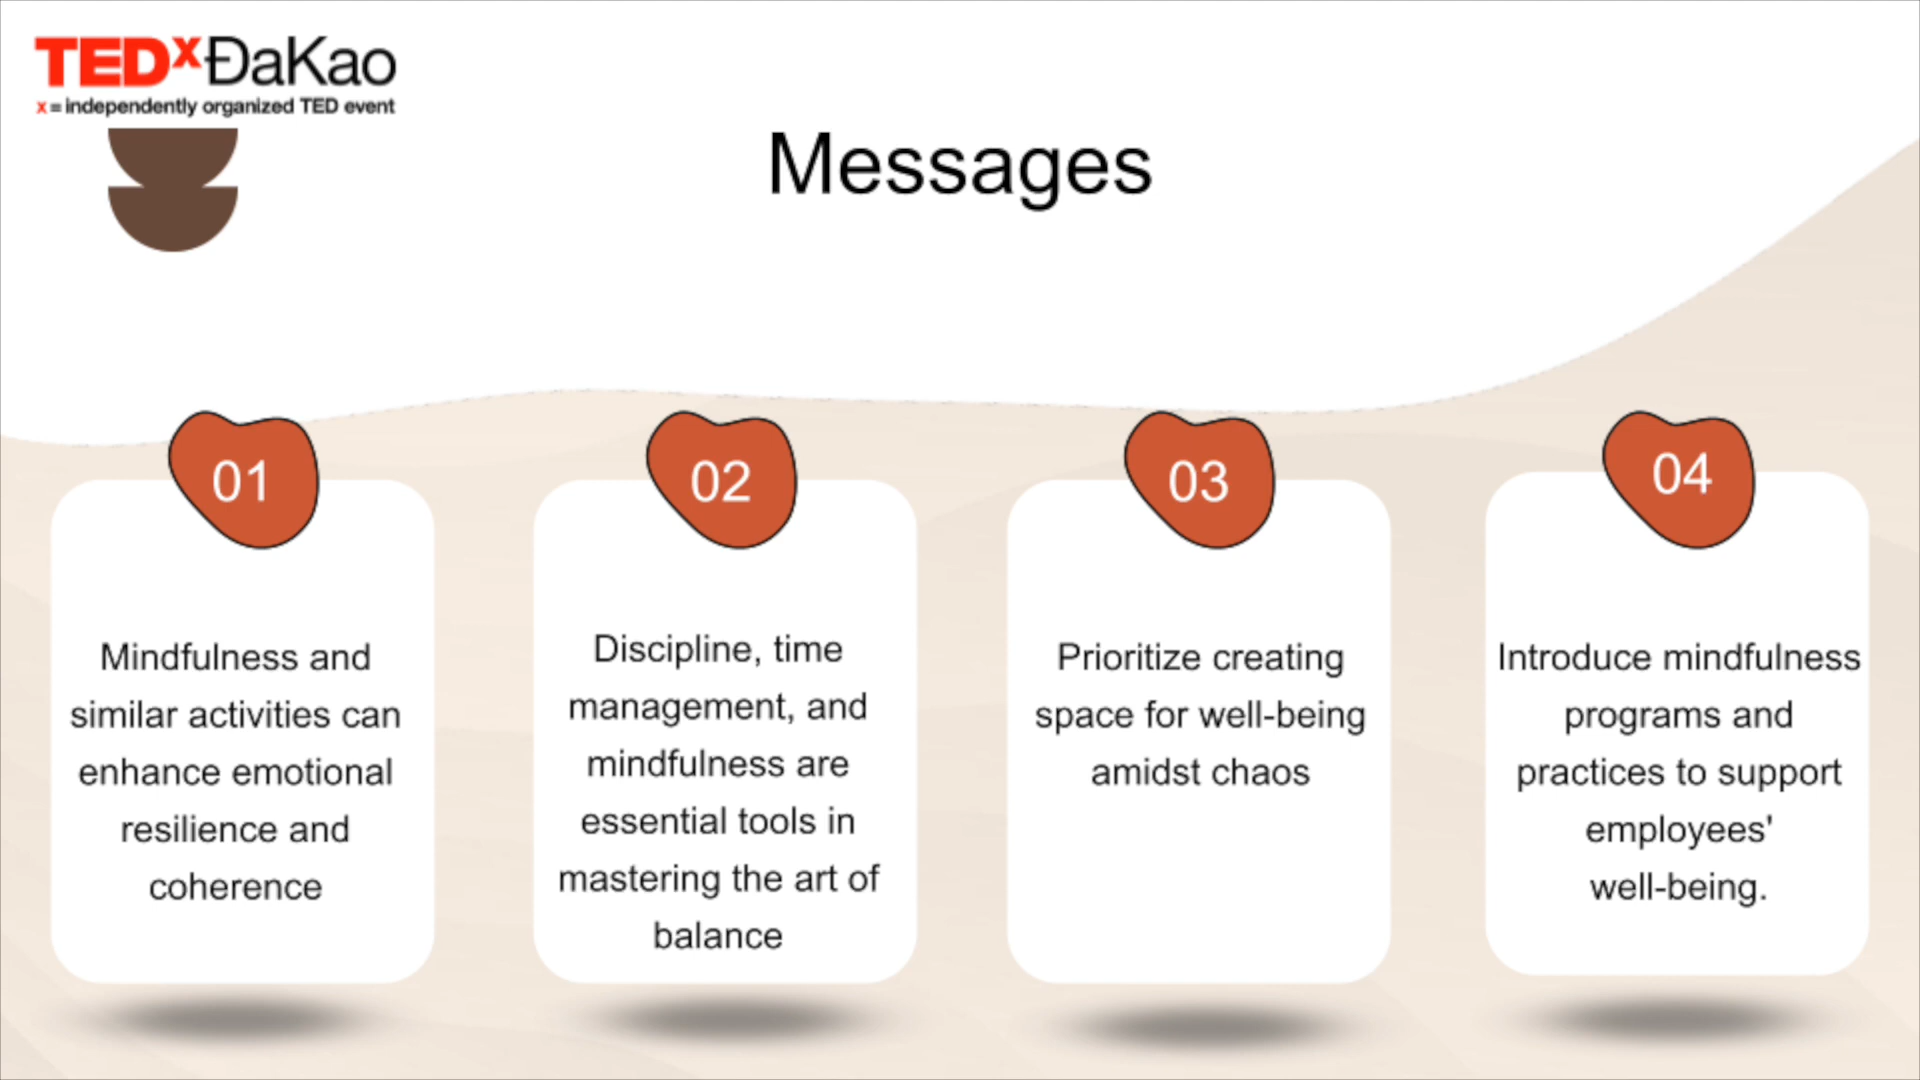 TEDxĐaKao
x = independently organized TED event
Messages
01
Mindfulness and
similar activities can
enhance emotional
resilience and
coherence
02
Discipline, time
management, and
mindfulness are
essential tools in
mastering the art of
balance
03
Prioritize creating
space for well-being
amidst chaos
04
Introduce mindfulness
programs and
practices to support
employees'
well-being.